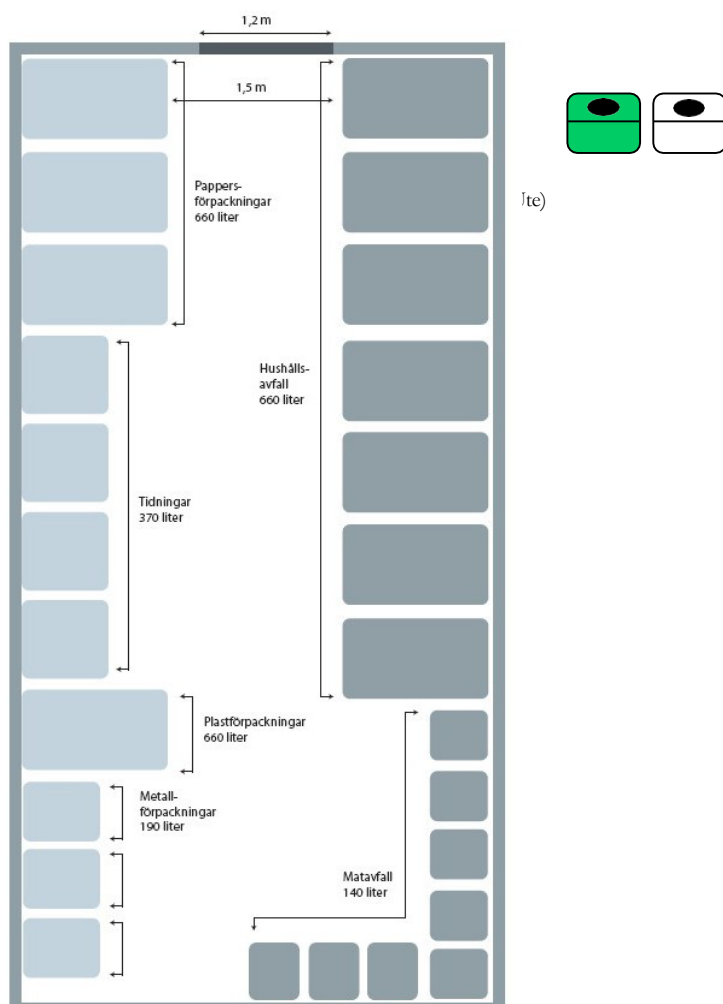 1,2 m
1,5 m
Pappers-
förpackningar
660 liter
Hushålls-
avfall
660 liter
Tidningar
370 liter
Plastförpackningar
660 liter
Metall-
förpackningar
190 liter
Matavfall
140 liter